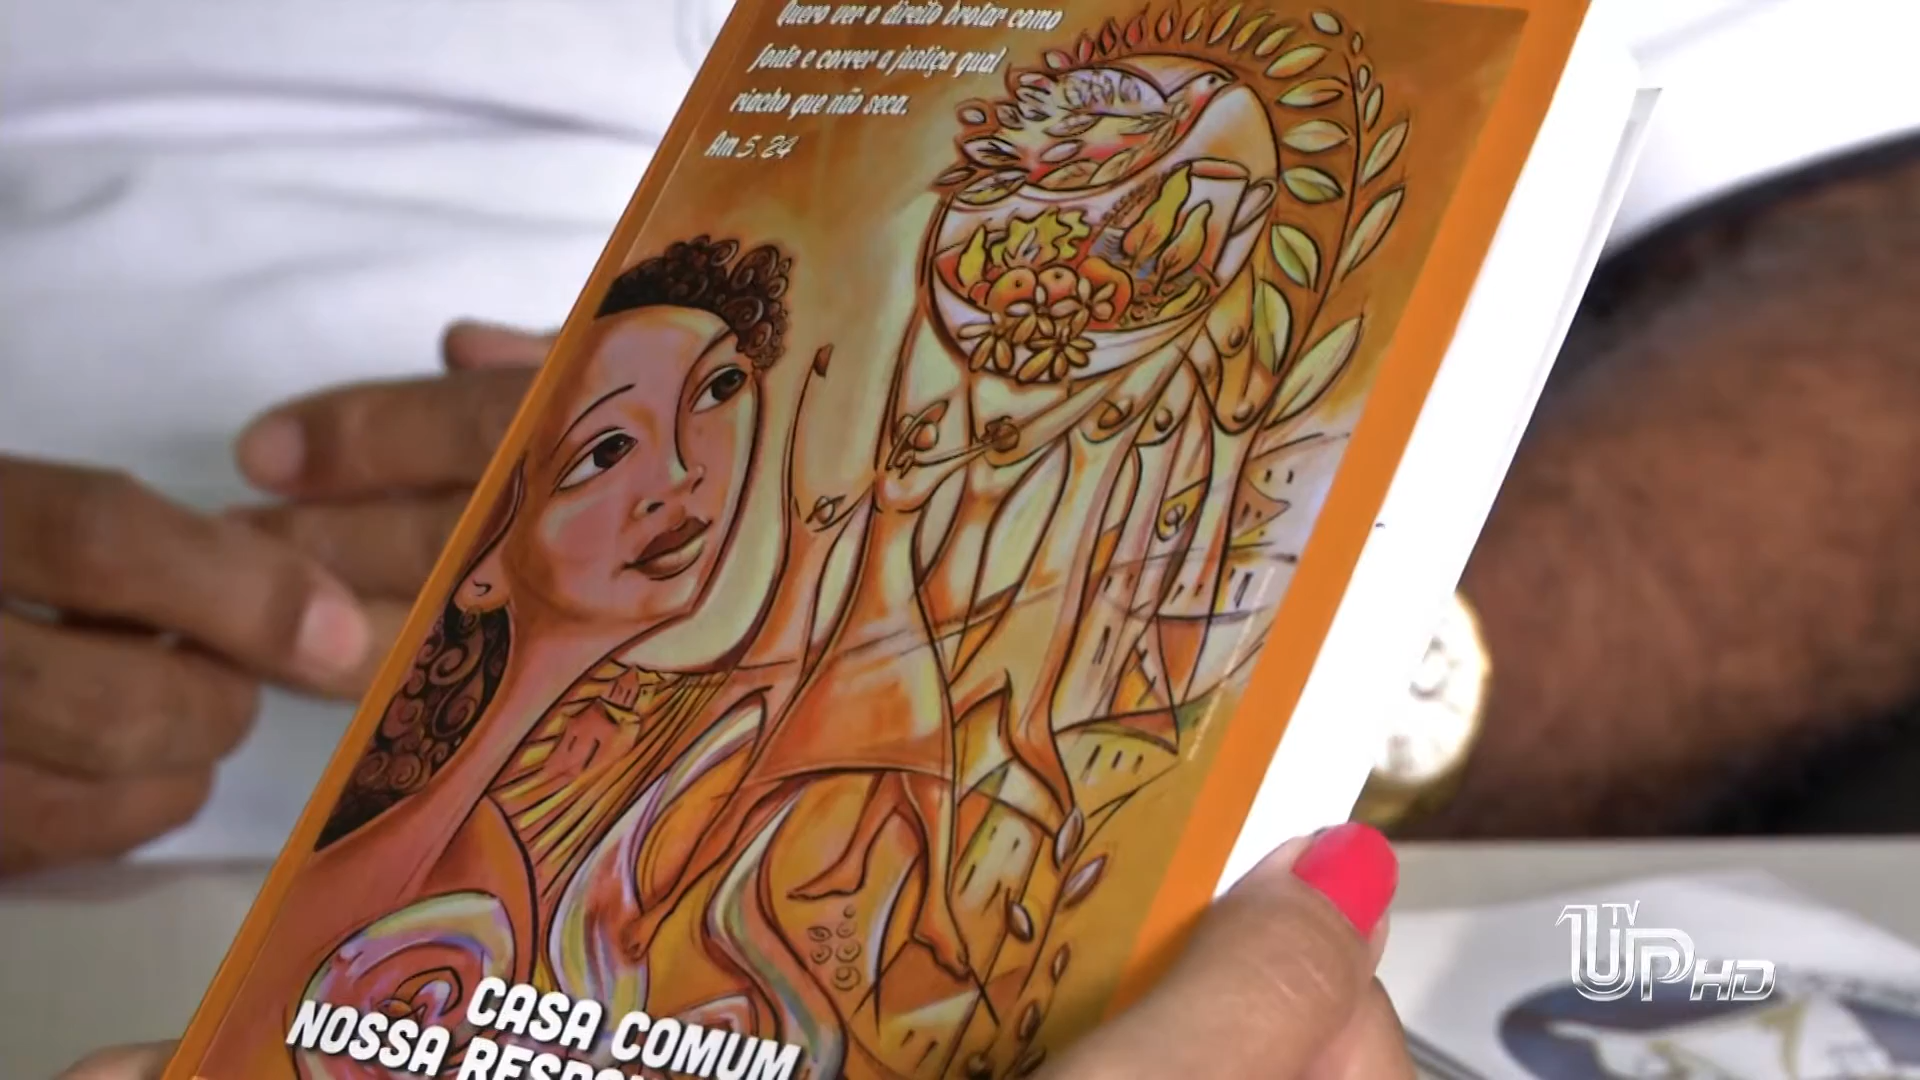 Quero ver o direito brotar como
fonte e correr a justiça qual
riacho que não seca.
Am 5. 24
CASA COMUM
NOSSA
TV
UP HD